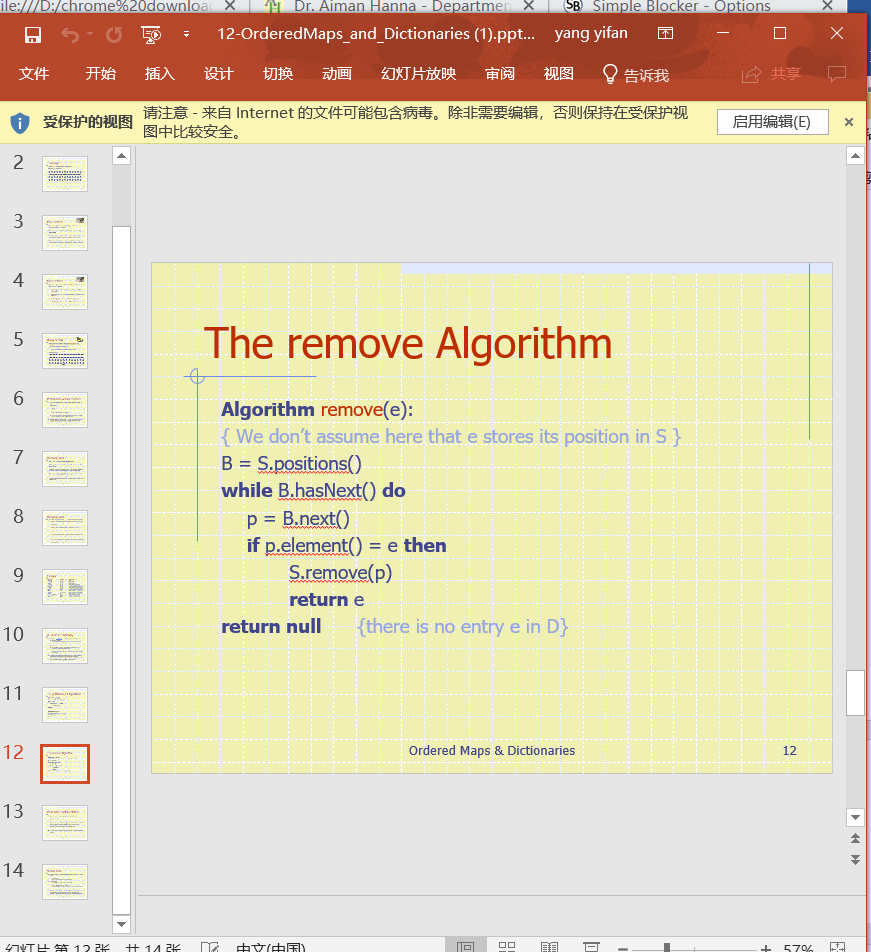 ile:///D:/chrome%20downloa
Dr. Aiman Hanna - Departmen
Simple Blocker - Options
12-OrderedMaps_and_Dictionaries (1).ppt...
yang yifan
文件 开始 插入 设计 切换 动画 幻灯片放映 审阅 视图 告诉我 共享
受保护的视图
请注意 - 来自 Internet 的文件可能包含病毒。除非需要编辑，否则保持在受保护视
图中比较安全。
启用编辑(E)
2
3
4
5
6
7
8
9
10
11
12
13
14
The remove Algorithm
Algorithm remove(e):
{ We don’t assume here that e stores its position in S }
B = S.positions()
while B.hasNext() do
p = B.next()
if p.element() = e then
S.remove(p)
return e
return null {there is no entry e in D}
Ordered Maps & Dictionaries 12
幻灯片 第 12 张，共 14 张 中文(中国) 57%